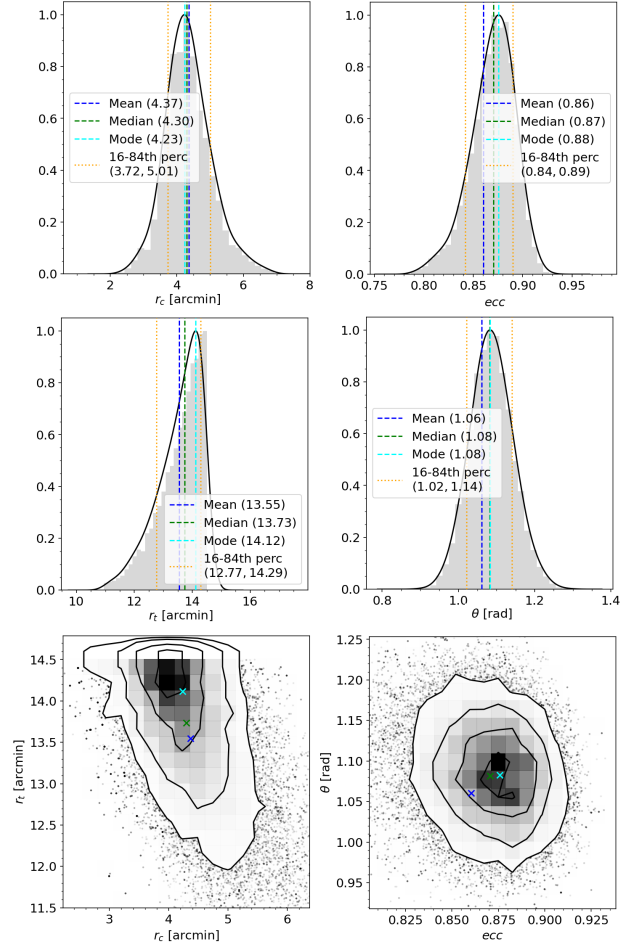 1.0
0.8
0.6
0.4
0.2
0.0
Mean (4.37)
Median (4.30)
Mode (4.23)
16-84th perc
(3.72, 5.01)
2 4 6 8
r_c [arcmin]
1.0
0.8
0.6
0.4
0.2
0.0
Mean (0.86)
Median (0.87)
Mode (0.88)
16-84th perc
(0.84, 0.89)
0.75 0.80 0.85 0.90 0.95
ecc
1.0
0.8
0.6
0.4
0.2
0.0
Mean (13.55)
Median (13.73)
Mode (14.12)
16-84th perc
(12.77, 14.29)
10 12 14 16
r_t [arcmin]
1.0
0.8
0.6
0.4
0.2
0.0
Mean (1.06)
Median (1.08)
Mode (1.08)
16-84th perc
(1.02, 1.14)
0.8 1.0 1.2 1.4
θ [rad]
14.5
14.0
13.5
13.0
12.5
12.0
11.5
r_t [arcmin]
3 4 5 6
r_c [arcmin]
1.25
1.20
1.15
1.10
1.05
1.00
0.95
θ [rad]
0.825 0.850 0.875 0.900 0.925
ecc